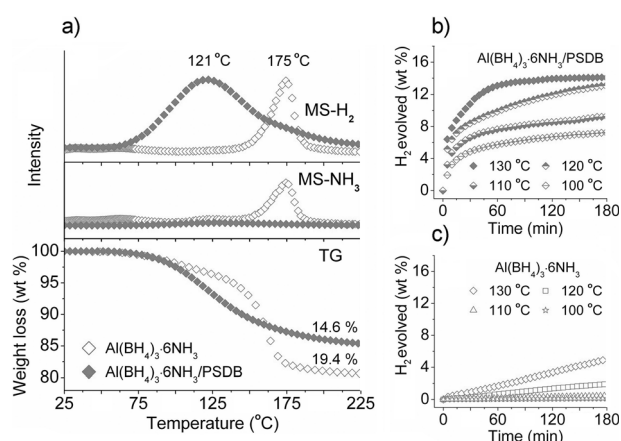 a)
121 °C
175 °C
MS-H2
Intensity
MS-NH3
TG
100
95
90
85
80
Weight loss (wt %)
14.6 %
19.4 %
Al(BH4)3·6NH3
Al(BH4)3·6NH3/PSDB
25
75
125
175
225
Temperature (°C)
b)
Al(BH4)3·6NH3/PSDB
16
12
8
4
0
H2 evolved (wt %)
130 °C
120 °C
110 °C
100 °C
0
60
120
180
Time (min)
c)
Al(BH4)3·6NH3
130 °C
120 °C
110 °C
100 °C
16
12
8
4
0
H2 evolved (wt %)
0
60
120
180
Time (min)